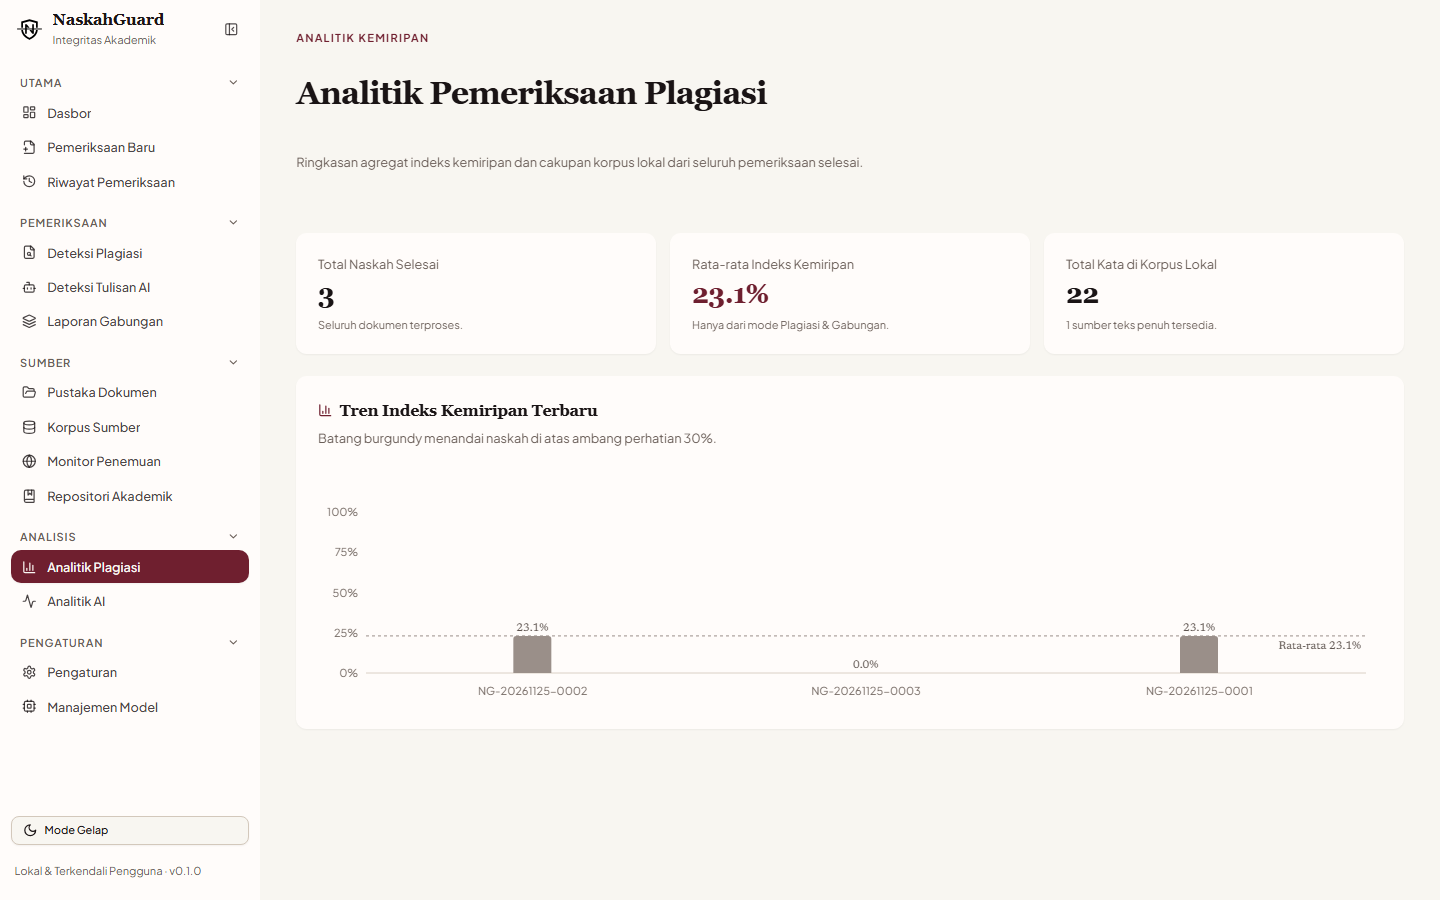 NaskahGuard
Integritas Akademik
UTAMA
Dasbor
Pemeriksaan Baru
Riwayat Pemeriksaan
PEMERIKSAAN
Deteksi Plagiasi
Deteksi Tulisan AI
Laporan Gabungan
SUMBER
Pustaka Dokumen
Korpus Sumber
Monitor Penemuan
Repositori Akademik
ANALISIS
Analitik Plagiasi
Analitik AI
PENGATURAN
Pengaturan
Manajemen Model
Mode Gelap
Lokal & Terkendali Pengguna · v0.1.0
ANALITIK KEMIRIPAN
Analitik Pemeriksaan Plagiasi
Ringkasan agregat indeks kemiripan dan cakupan korpus lokal dari seluruh pemeriksaan selesai.
Total Naskah Selesai
3
Seluruh dokumen terproses.
Rata-rata Indeks Kemiripan
23.1%
Hanya dari mode Plagiasi & Gabungan.
Total Kata di Korpus Lokal
22
1 sumber teks penuh tersedia.
Tren Indeks Kemiripan Terbaru
Batang burgundy menandai naskah di atas ambang perhatian 30%.
100%
75%
50%
25%
0%
23.1%
0.0%
23.1%
Rata-rata 23.1%
NG-20261125-0002
NG-20261125-0003
NG-20261125-0001